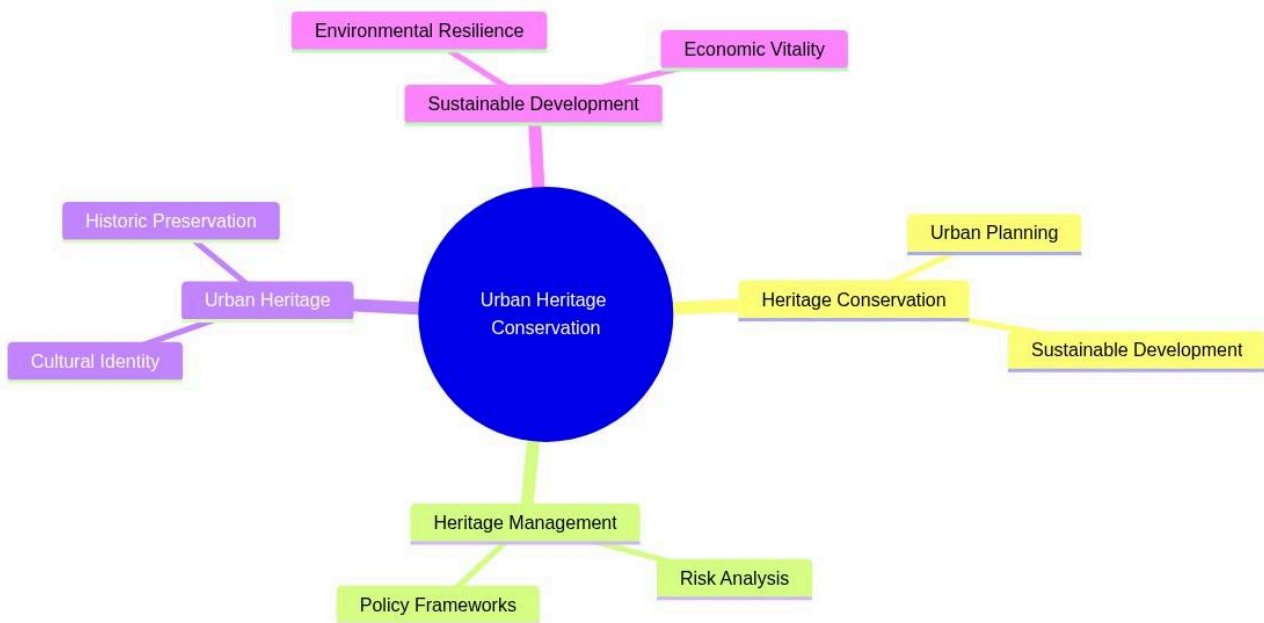 Environmental Resilience
Economic Vitality
Sustainable Development
Historic Preservation
Urban Planning
Urban Heritage
Urban Heritage
Conservation
Heritage Conservation
Cultural Identity
Sustainable Development
Heritage Management
Risk Analysis
Policy Frameworks